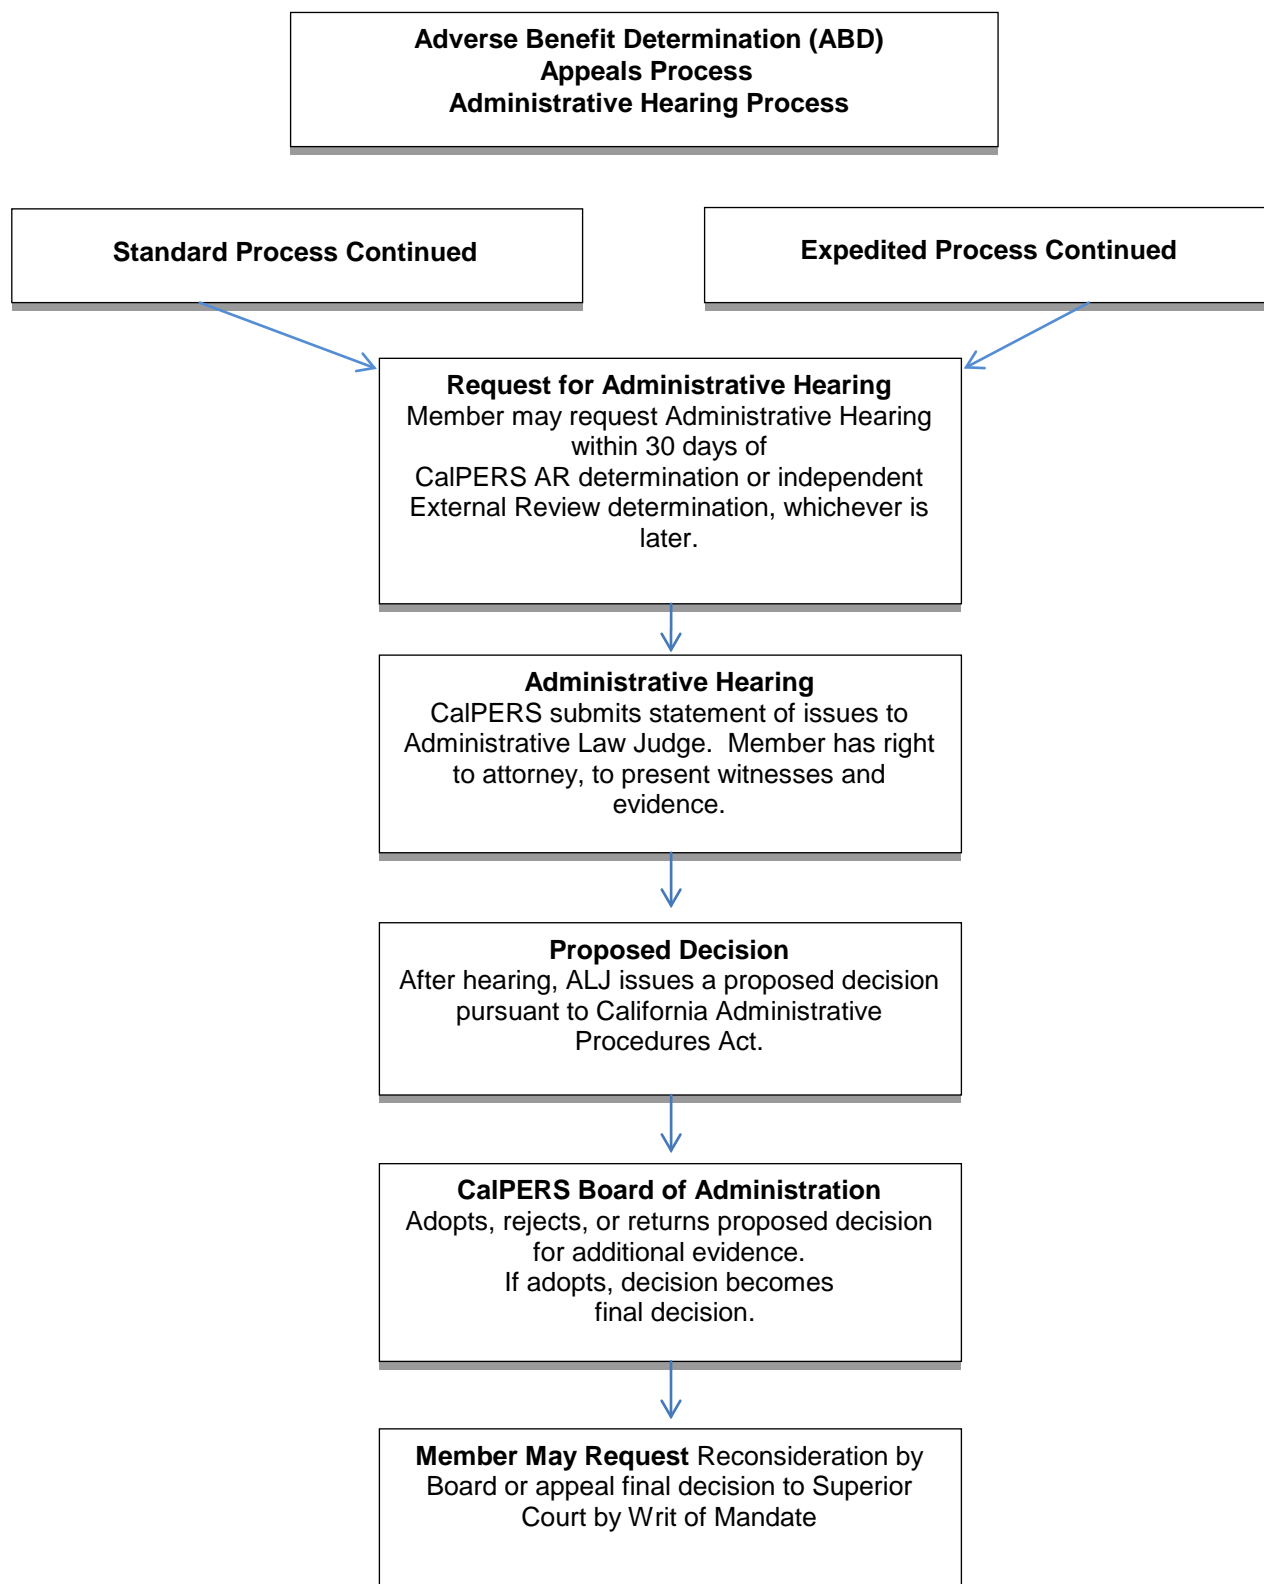 Adverse Benefit Determination (ABD)
Appeals Process
Administrative Hearing Process
Standard Process Continued
Expedited Process Continued
Request for Administrative Hearing
Member may request Administrative Hearing
within 30 days of
CalPERS AR determination or independent
External Review determination, whichever is
later.
Administrative Hearing
CalPERS submits statement of issues to
Administrative Law Judge.  Member has right
to attorney, to present witnesses and
evidence.
Proposed Decision
After hearing, ALJ issues a proposed decision
pursuant to California Administrative
Procedures Act.
CalPERS Board of Administration
Adopts, rejects, or returns proposed decision
for additional evidence.
If adopts, decision becomes
final decision.
Member May Request Reconsideration by
Board or appeal final decision to Superior
Court by Writ of Mandate